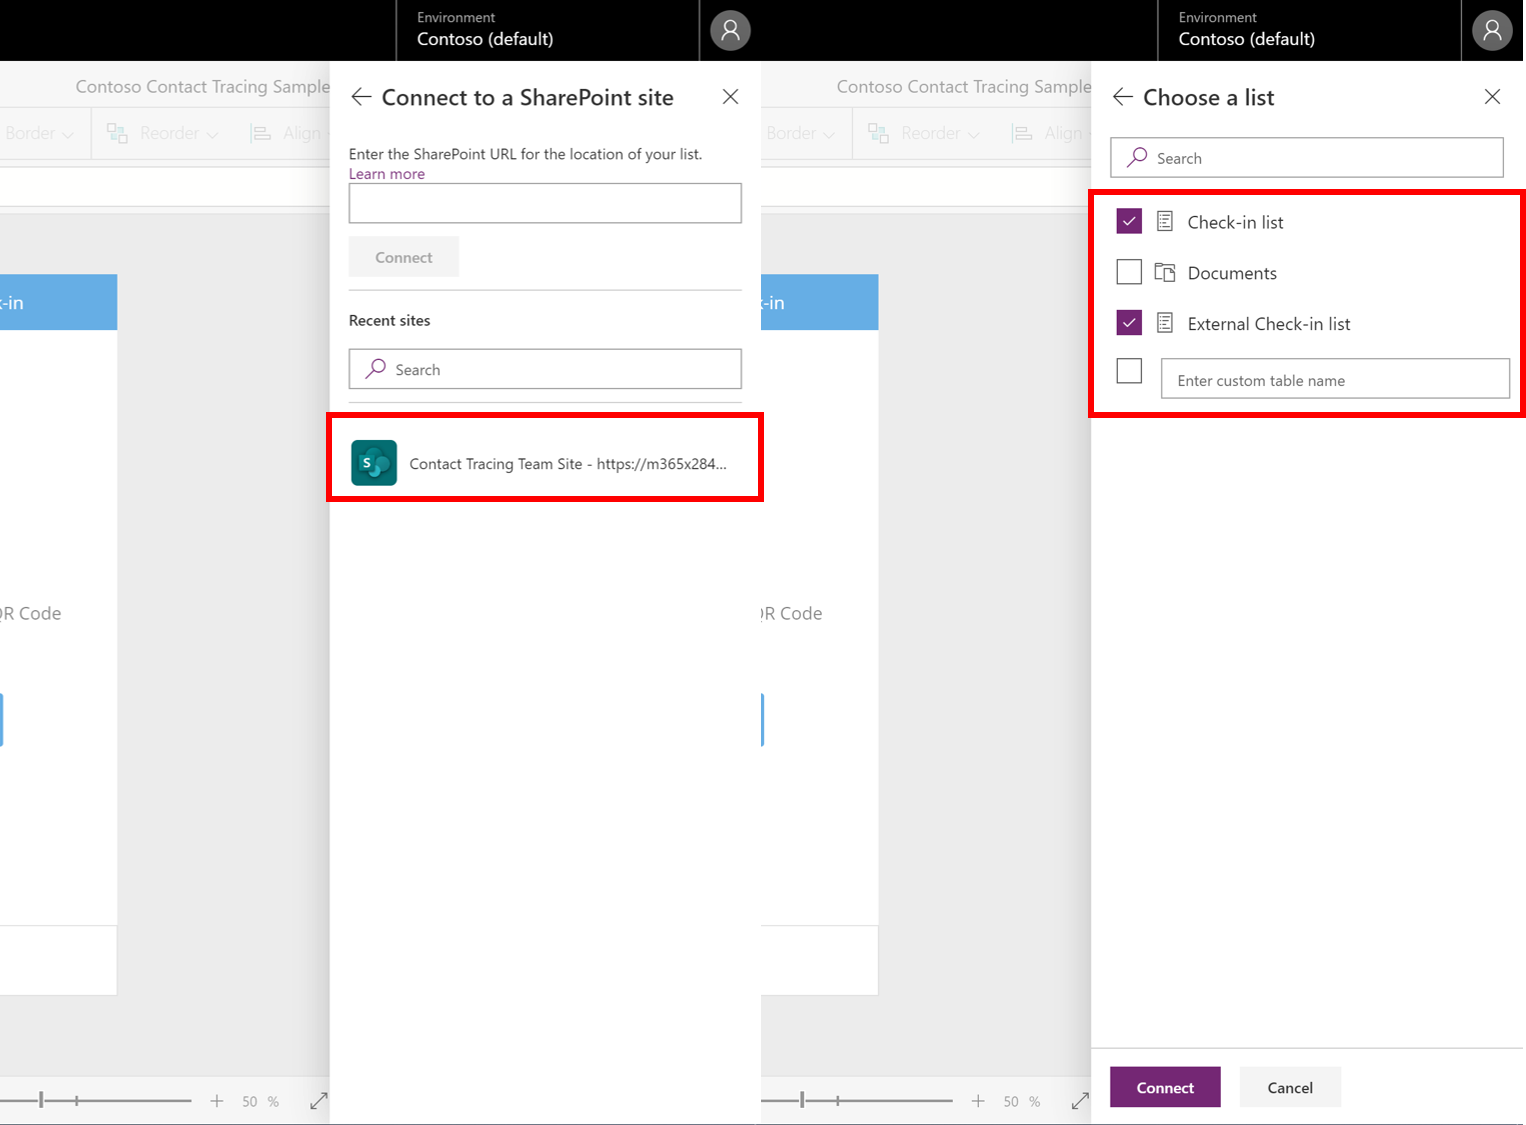 Environment
Contoso (default)
Contoso Contact Tracing Sample
Border
Reorder
Align
-in
QR Code
50 %
Connect to a SharePoint site
Enter the SharePoint URL for the location of your list.
Learn more
Connect
Recent sites
Search
S
Contact Tracing Team Site - https://m365x284...
Environment
Contoso (default)
Contoso Contact Tracing Sample
Border
Reorder
Align
-in
QR Code
50 %
Choose a list
Search
Check-in list
Documents
External Check-in list
Enter custom table name
Connect
Cancel